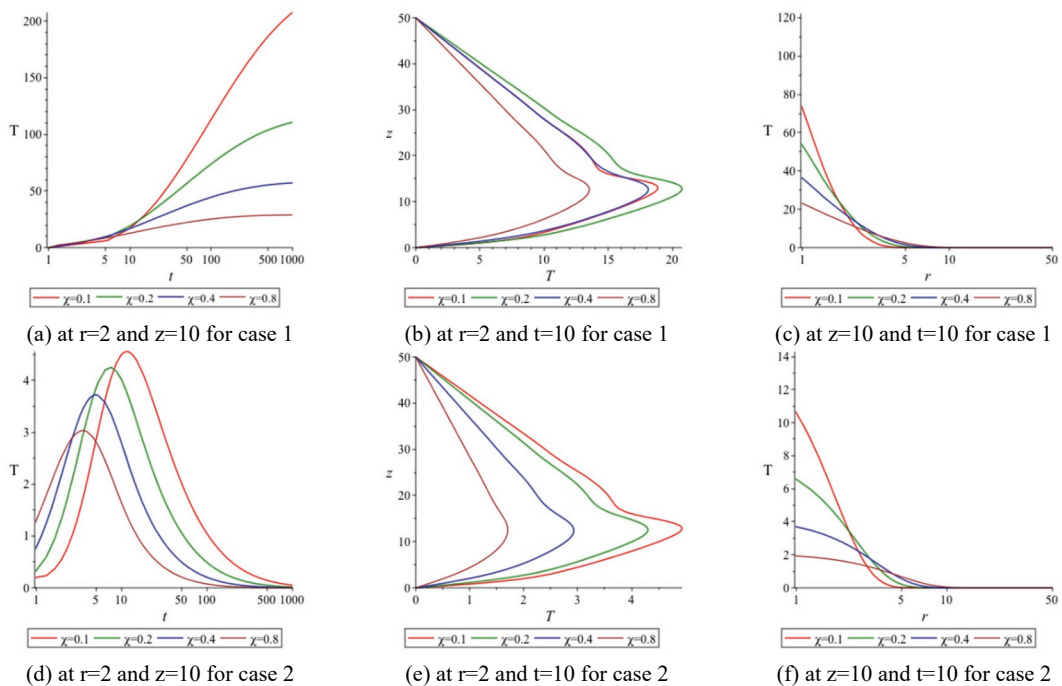 200
150
T
100
50
0
1 5 10 50 100 500 1000
t
χ=0.1 χ=0.2 χ=0.4 χ=0.8
(a) at r=2 and z=10 for case 1
50
40
30
z
20
10
0
0 5 10 15 20
T
χ=0.1 χ=0.2 χ=0.4 χ=0.8
(b) at r=2 and t=10 for case 1
120
100
80
T
60
40
20
0
1 5 10 50
r
χ=0.1 χ=0.2 χ=0.4 χ=0.8
(c) at z=10 and t=10 for case 1
4
3
T
2
1
0
1 5 10 50 100 500 1000
t
χ=0.1 χ=0.2 χ=0.4 χ=0.8
(d) at r=2 and z=10 for case 2
50
40
30
z
20
10
0
0 1 2 3 4
T
χ=0.1 χ=0.2 χ=0.4 χ=0.8
(e) at r=2 and t=10 for case 2
14
12
10
8
T
6
4
2
0
1 5 10 50
r
χ=0.1 χ=0.2 χ=0.4 χ=0.8
(f) at z=10 and t=10 for case 2